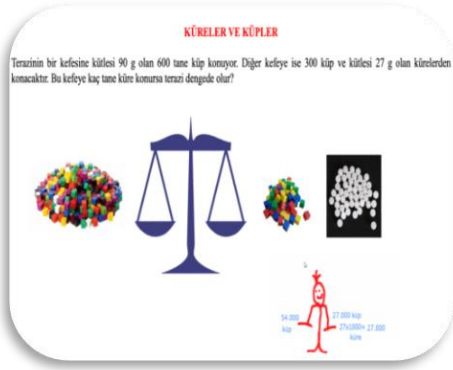 KÜRELER VE KÜPLER
Terazinin bir kefesine kütlesi 90 g olan 600 tane küp konuyor. Diğer kefeye ise 300 küp ve kütlesi 27 g olan kürelerden
konacaktır. Bu kefeye kaç tane küre konursa terazi dengede olur?
54.000
küp
27.000 küp
27x1000= 27.000
küre